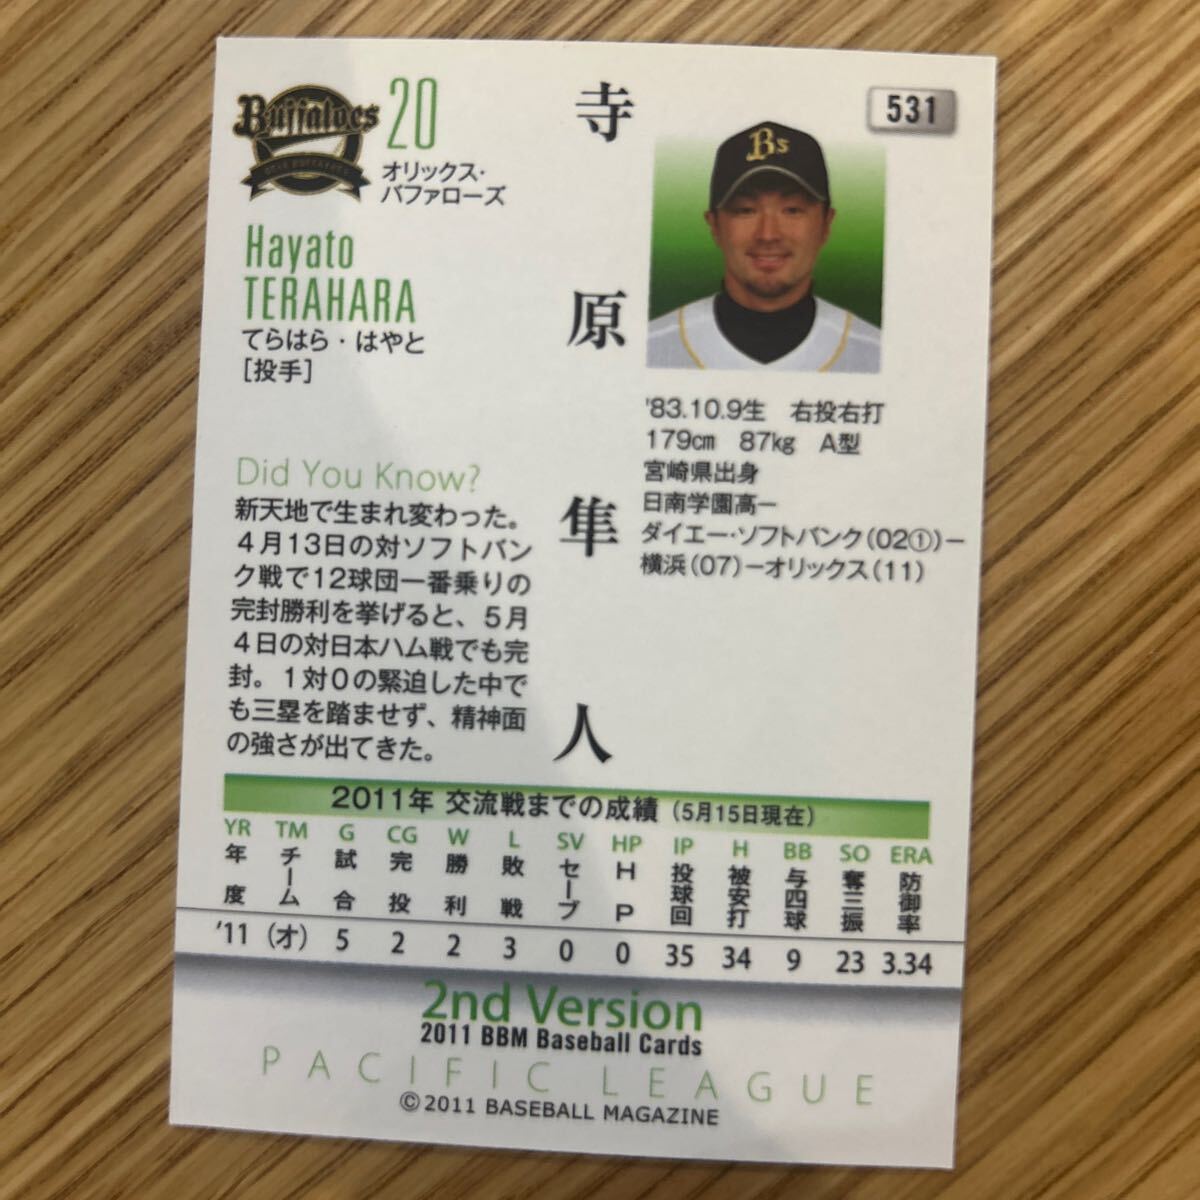 Buffaloes
20
オリックス・
バファローズ
531
Bs
寺原隼人
Hayato
TERAHARA
てらはら・はやと
[投手]
'83.10.9生　右投右打
179cm　87kg　A型
宮崎県出身
日南学園高ー
ダイエー・ソフトバンク(02①)ー
横浜(07)ーオリックス(11)
Did You Know?
新天地で生まれ変わった。
4月13日の対ソフトバン
ク戦で12球団一番乗りの
完封勝利を挙げると、5月
4日の対日本ハム戦でも完
封。1対0の緊迫した中で
も三塁を踏ませず、精神面
の強さが出てきた。
2011年 交流戦までの成績（5月15日現在）
YR TM G CG W L SV HP IP H BB SO ERA
年度 チーム 試合 完投 勝利 敗戦 セーブ HP 投球回 被安打 与四球 奪三振 防御率
'11 (オ) 5 2 2 3 0 0 35 34 9 23 3.34
2nd Version
2011 BBM Baseball Cards
PACIFIC LEAGUE
©2011 BASEBALL MAGAZINE